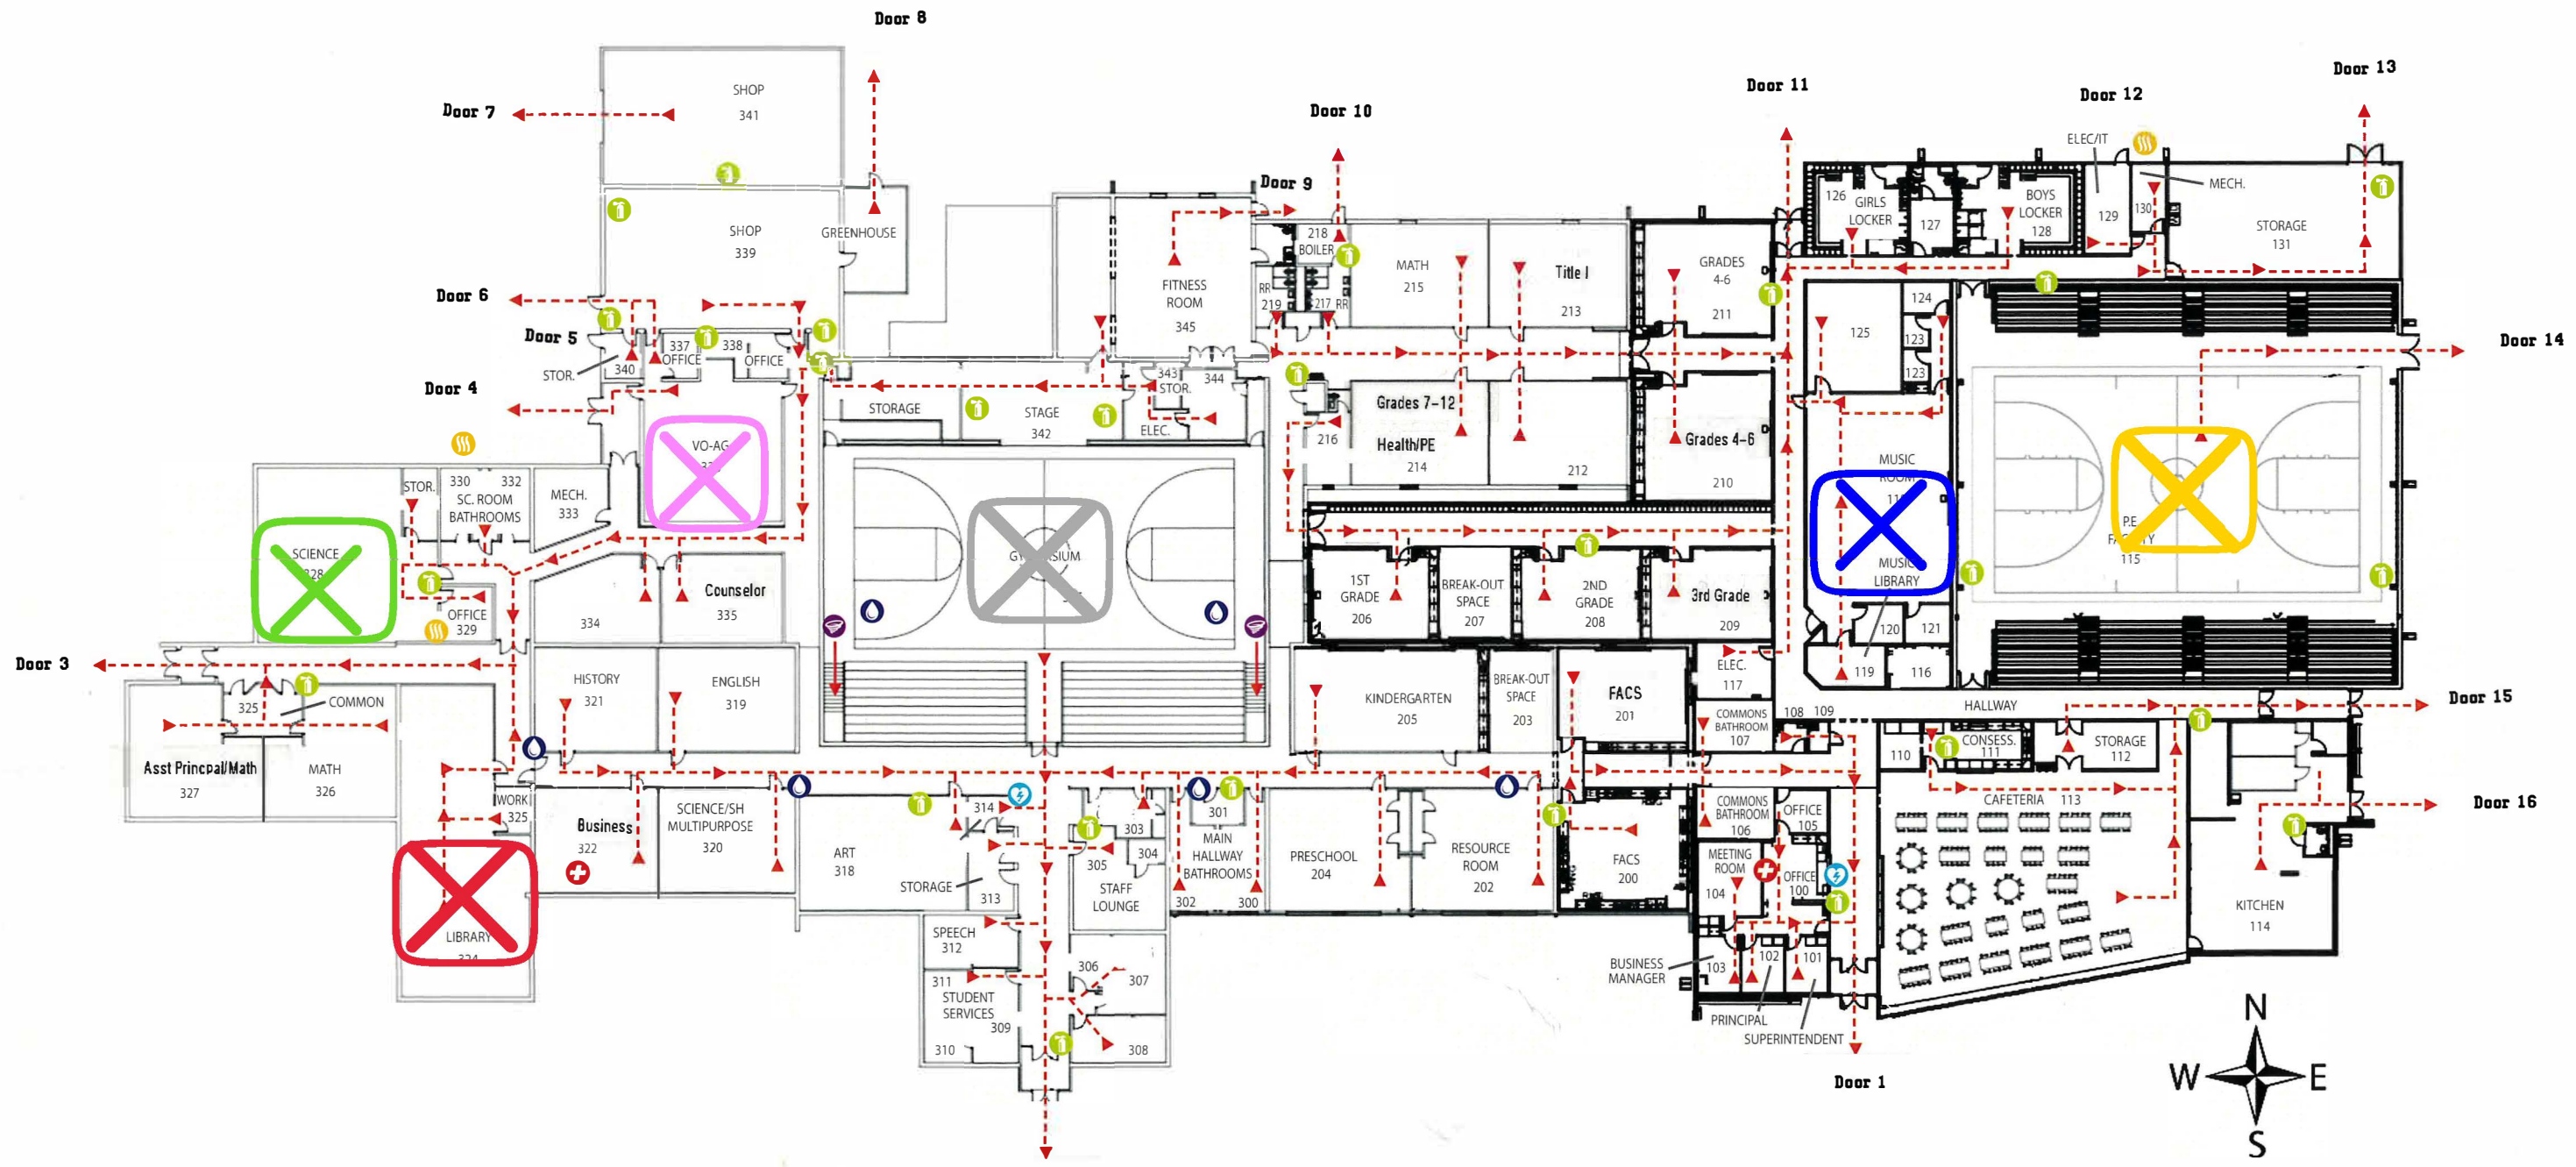 Door 8
Door 13
Door 11
Door 12
Door 10
Door 7
SHOP
341
ELEC/IT
MECH.
Door 9
126
GIRLS
LOCKER
127
BOYS
LOCKER
128
129
130
STORAGE
131
SHOP
339
GREENHOUSE
218
BOILER
MATH
215
Title I
213
GRADES
4-6
211
FITNESS
ROOM
345
RR
219
217 RR
Door 6
Door 5
337
OFFICE
338
OFFICE
STOR.
340
124
125
123
123
Door 14
Door 4
343
STOR.
344
ELEC.
STORAGE
STAGE
342
Grades 7-12
Health/PE
214
216
212
Grades 4-6
210
VO-AG
MUSIC
ROOM
MUSIC
LIBRARY
P.E.
115
STOR.
330
332
SC. ROOM
BATHROOMS
MECH.
333
SCIENCE
OFFICE
329
334
Counselor
335
1ST
GRADE
206
BREAK-OUT
SPACE
207
2ND
GRADE
208
3rd Grade
209
120
121
119
116
Door 3
325
COMMON
HISTORY
321
ENGLISH
319
KINDERGARTEN
205
BREAK-OUT
SPACE
203
FACS
201
ELEC.
117
COMMONS
BATHROOM
107
108
109
HALLWAY
Door 15
110
CONSESS.
111
STORAGE
112
Asst Princpal/Math
327
MATH
326
WORK
325
Business
322
SCIENCE/SH
MULTIPURPOSE
320
ART
318
314
STORAGE
313
303
304
305
STAFF
LOUNGE
301
MAIN
HALLWAY
BATHROOMS
302
300
PRESCHOOL
204
RESOURCE
ROOM
202
FACS
200
COMMONS
BATHROOM
106
OFFICE
105
MEETING
ROOM
104
OFFICE
100
CAFETERIA 113
Door 16
KITCHEN
114
LIBRARY
SPEECH
312
311
STUDENT
SERVICES
309
310
306
307
308
BUSINESS
MANAGER
103
102
101
PRINCIPAL
SUPERINTENDENT
Door 1
N
W
E
S